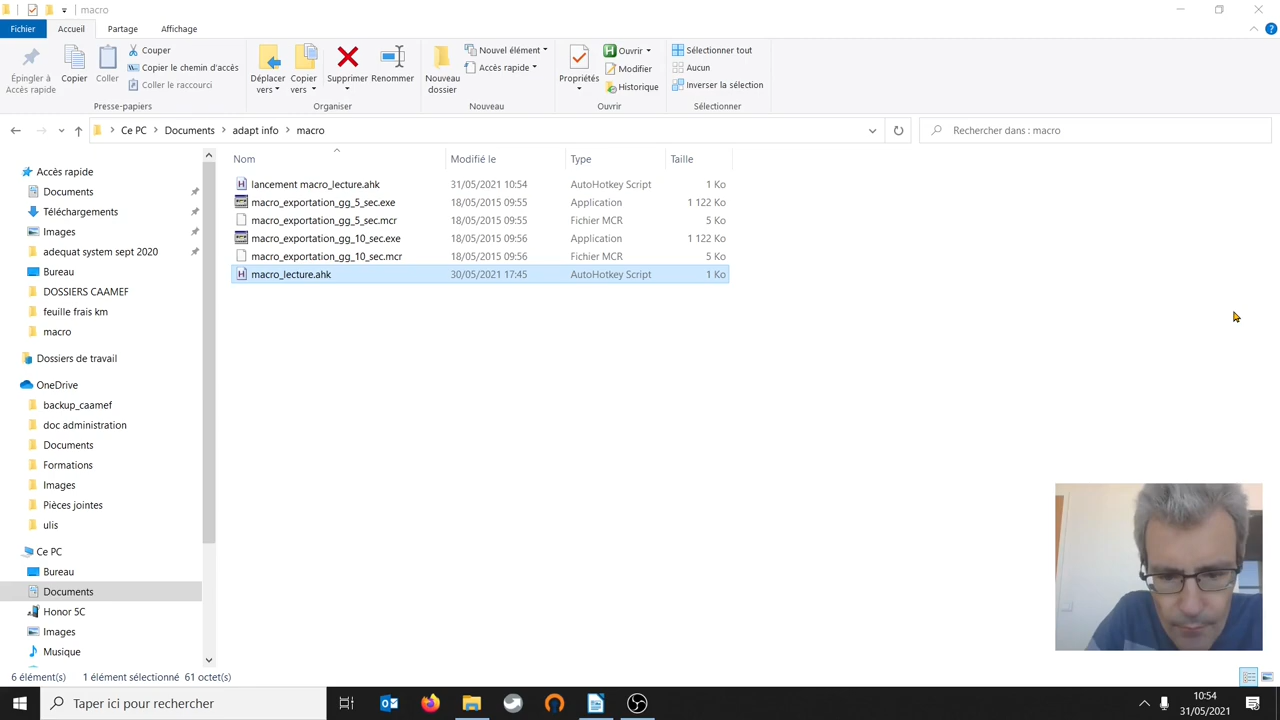 macro
Fichier Accueil Partage Affichage
Épingler à Accès rapide
Copier
Coller
Couper
Copier le chemin d'accès
Coller le raccourci
Presse-papiers
Déplacer vers
Copier vers
Supprimer
Renommer
Organiser
Nouveau dossier
Nouvel élément
Accès rapide
Nouveau
Propriétés
Ouvrir
Modifier
Historique
Ouvrir
Sélectionner tout
Aucun
Inverser la sélection
Sélectionner
Ce PC > Documents > adapt info > macro
Rechercher dans : macro
Accès rapide
Documents
Téléchargements
Images
adequat system sept 2020
Bureau
DOSSIERS CAAMEF
feuille frais km
macro
Dossiers de travail
OneDrive
backup_caamef
doc administration
Documents
Formations
Images
Pièces jointes
ulis
Ce PC
Bureau
Documents
Honor 5C
Images
Musique
Nom Modifié le Type Taille
lancement macro_lecture.ahk 31/05/2021 10:54 AutoHotkey Script 1 Ko
macro_exportation_gg_5_sec.exe 18/05/2015 09:55 Application 1 122 Ko
macro_exportation_gg_5_sec.mcr 18/05/2015 09:55 Fichier MCR 5 Ko
macro_exportation_gg_10_sec.exe 18/05/2015 09:56 Application 1 122 Ko
macro_exportation_gg_10_sec.mcr 18/05/2015 09:56 Fichier MCR 5 Ko
macro_lecture.ahk 30/05/2021 17:45 AutoHotkey Script 1 Ko
6 élément(s) 1 élément sélectionné 61 octet(s)
Taper ici pour rechercher
10:54
31/05/2021